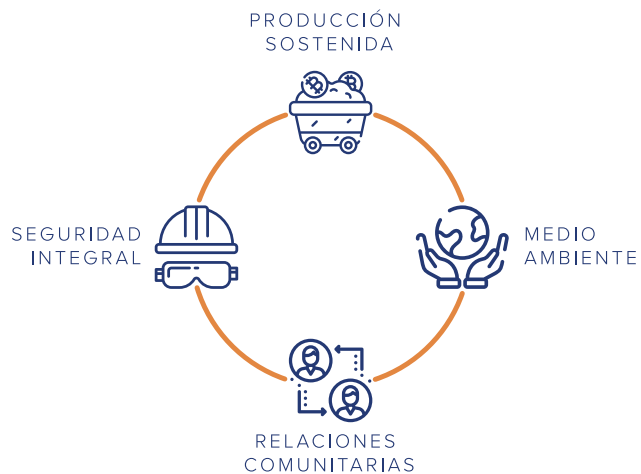 PRODUCCIÓN
SOSTENIDA
SEGURIDAD
INTEGRAL
MEDIO
AMBIENTE
RELACIONES
COMUNITARIAS